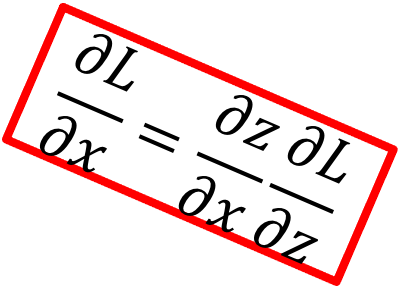 ∂L/∂x = ∂z/∂x ∂L/∂z